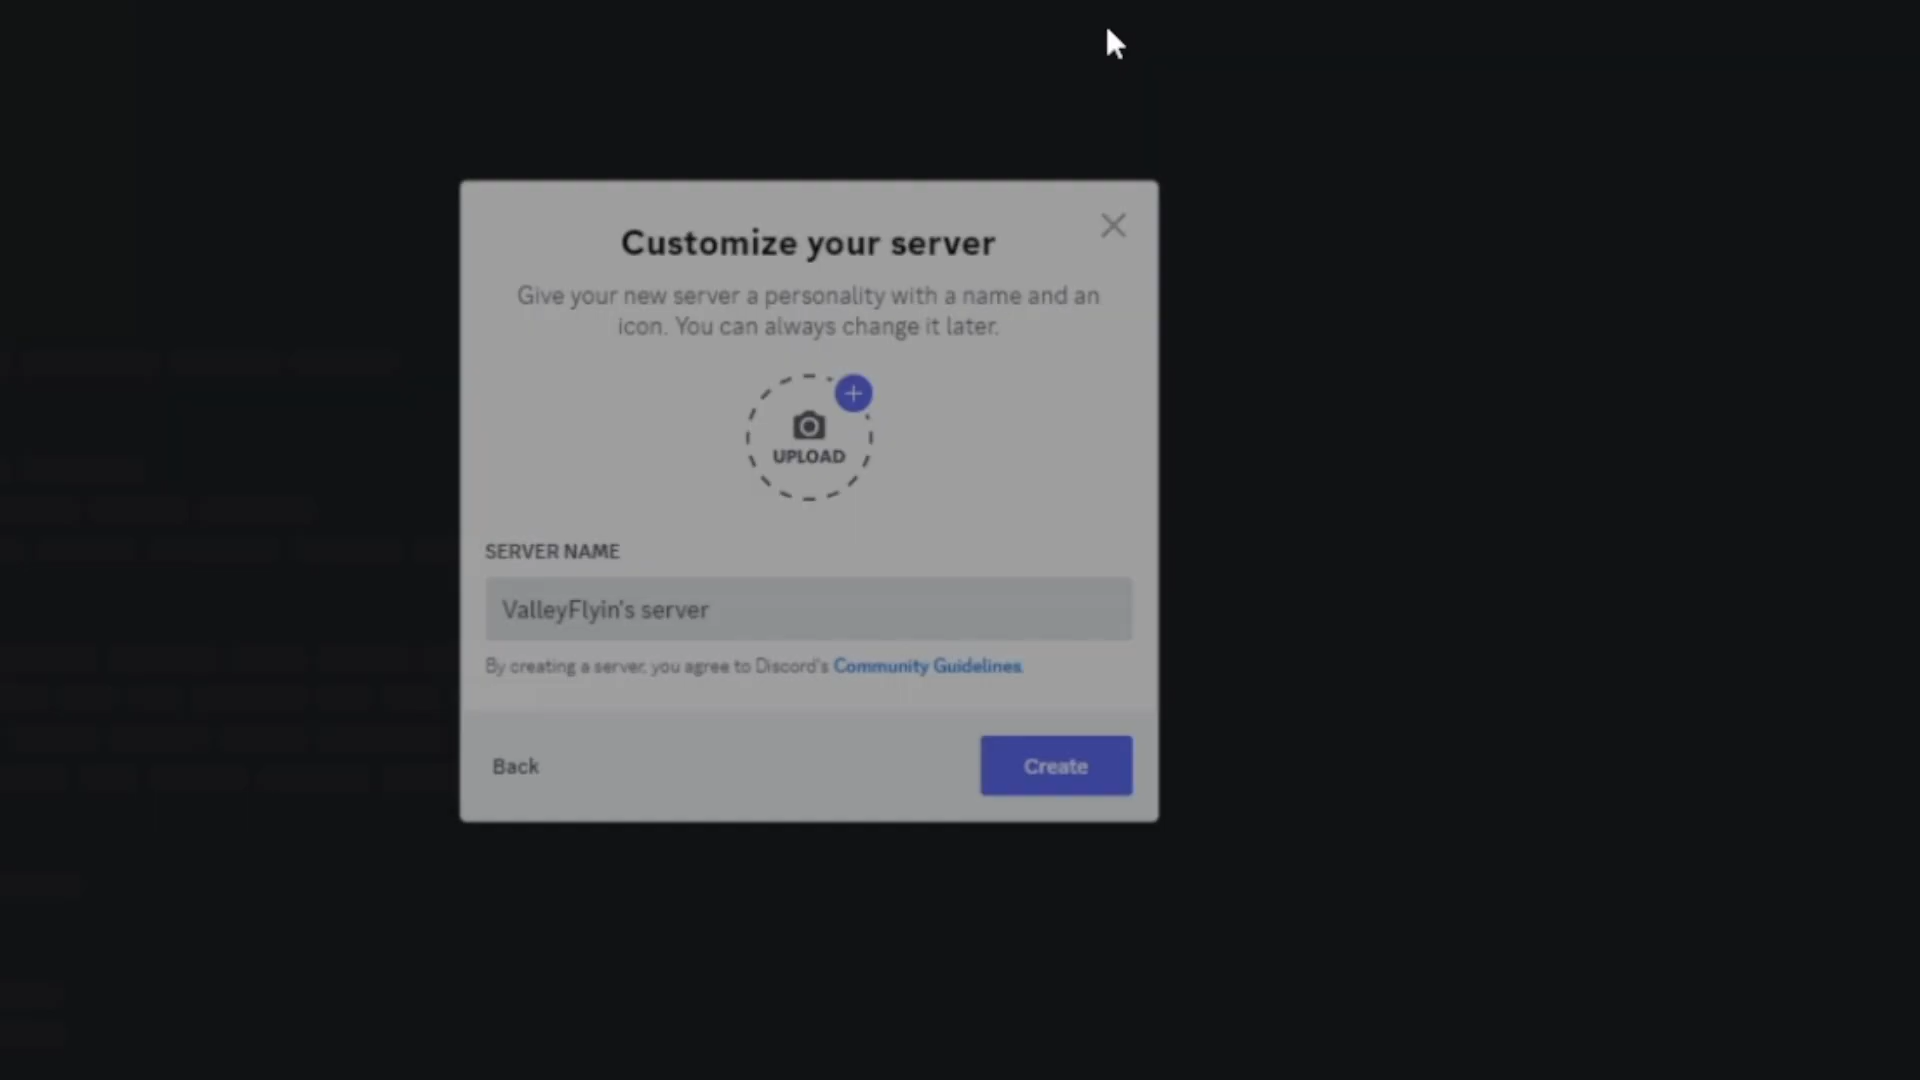 Customize your server
Give your new server a personality with a name and an
icon. You can always change it later.
UPLOAD
SERVER NAME
ValleyFlyin's server
By creating a server, you agree to Discord's Community Guidelines.
Back
Create